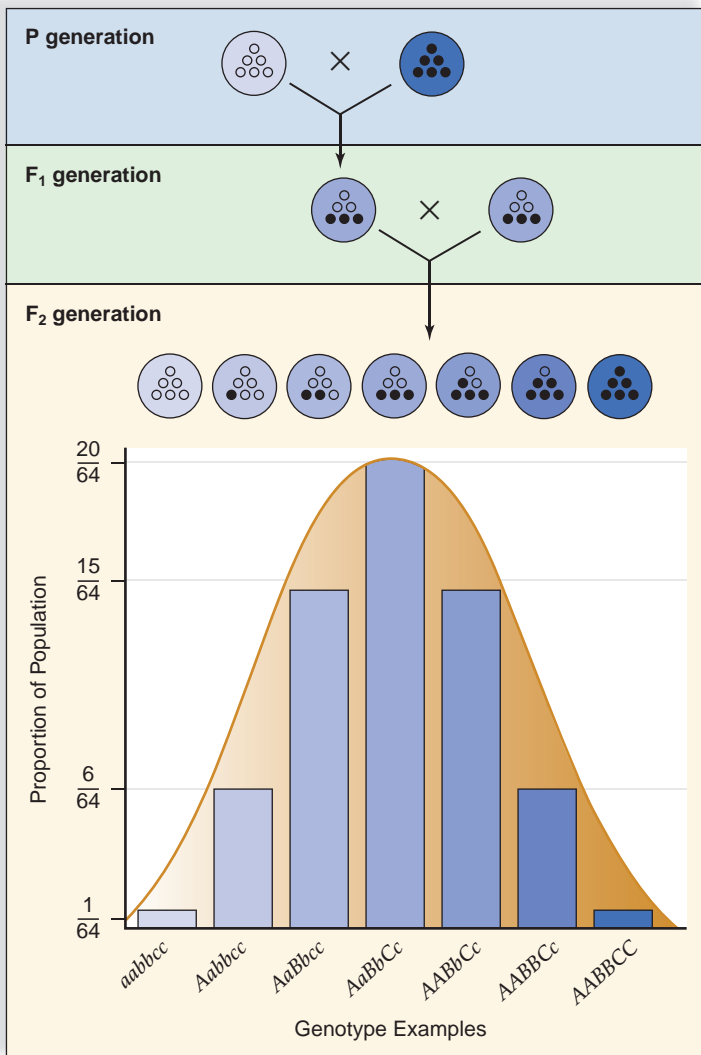 P generation
F₁ generation
F₂ generation
20
64
15
64
6
64
1
64
Proportion of Population
aabbcc
Aabbcc
AaBbcc
AaBbCc
AABbCc
AABBCc
AABBCC
Genotype Examples